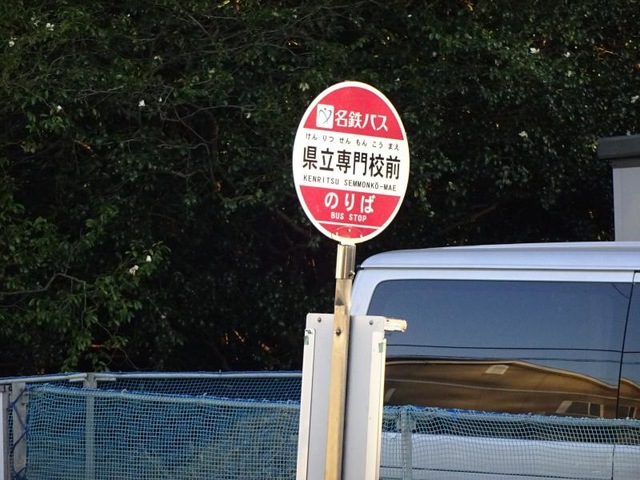 名鉄バス
けん りつ せん もん こう まえ
県立専門校前
KENRITSU SEMMONKŌ-MAE
のりば
BUS STOP